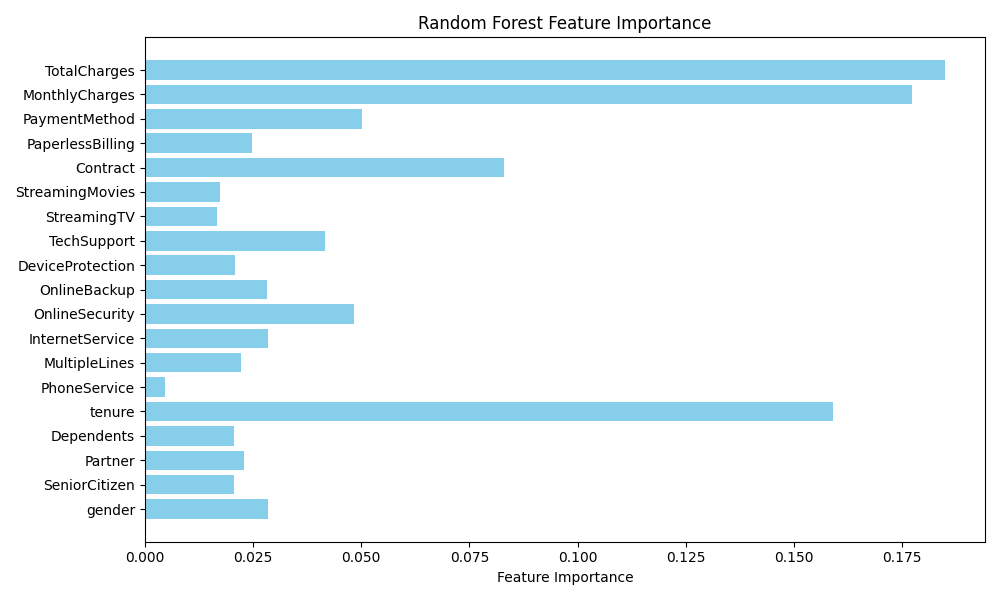 Random Forest Feature Importance
TotalCharges
MonthlyCharges
PaymentMethod
PaperlessBilling
Contract
StreamingMovies
StreamingTV
TechSupport
DeviceProtection
OnlineBackup
OnlineSecurity
InternetService
MultipleLines
PhoneService
tenure
Dependents
Partner
SeniorCitizen
gender
0.000 0.025 0.050 0.075 0.100 0.125 0.150 0.175
Feature Importance